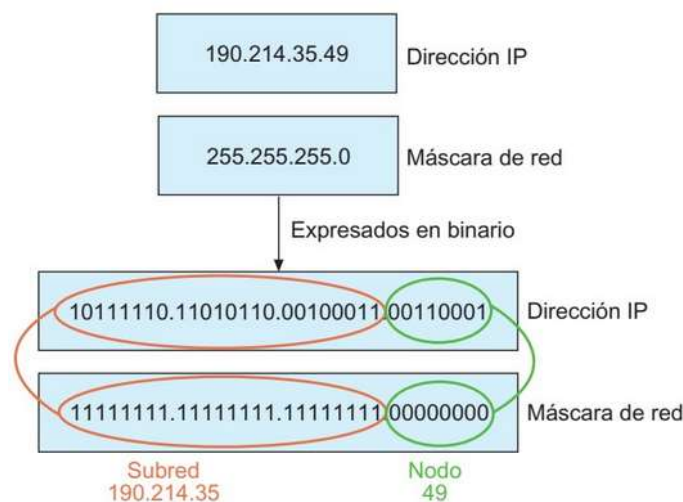 190.214.35.49
Dirección IP
255.255.255.0
Máscara de red
Expresados en binario
10111110.11010110.00100011.00110001
Dirección IP
11111111.11111111.11111111.00000000
Máscara de red
Subred
190.214.35
Nodo
49